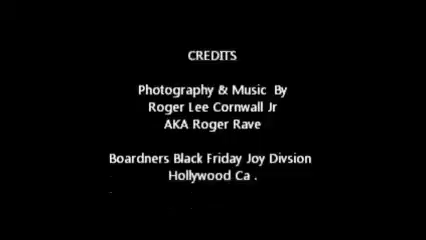 CREDITS
Photography & Music By
Roger Lee Cornwall Jr
AKA Roger Rave
Boardners Black Friday Joy Divsion
Hollywood Ca .